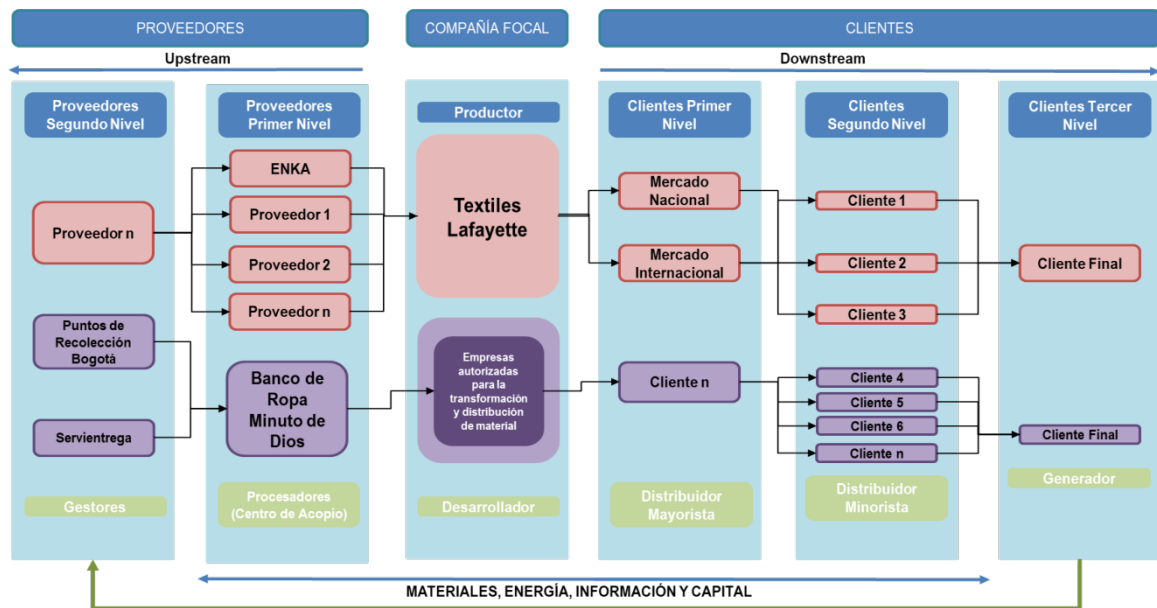 PROVEEDORES
COMPAÑÍA FOCAL
CLIENTES
Upstream
Downstream
Proveedores
Segundo Nivel
Proveedores
Primer Nivel
Productor
Clientes Primer
Nivel
Clientes
Segundo Nivel
Clientes Tercer
Nivel
Proveedor n
ENKA
Proveedor 1
Proveedor 2
Proveedor n
Textiles
Lafayette
Mercado
Nacional
Mercado
Internacional
Cliente 1
Cliente 2
Cliente 3
Cliente Final
Puntos de
Recolección
Bogotá
Servientrega
Banco de
Ropa
Minuto de
Dios
Empresas
autorizadas
para la
transformación
y distribución
de material
Cliente n
Cliente 4
Cliente 5
Cliente 6
Cliente n
Cliente Final
Gestores
Procesadores
(Centro de Acopio)
Desarrollador
Distribuidor
Mayorista
Distribuidor
Minorista
Generador
MATERIALES, ENERGÍA, INFORMACIÓN Y CAPITAL